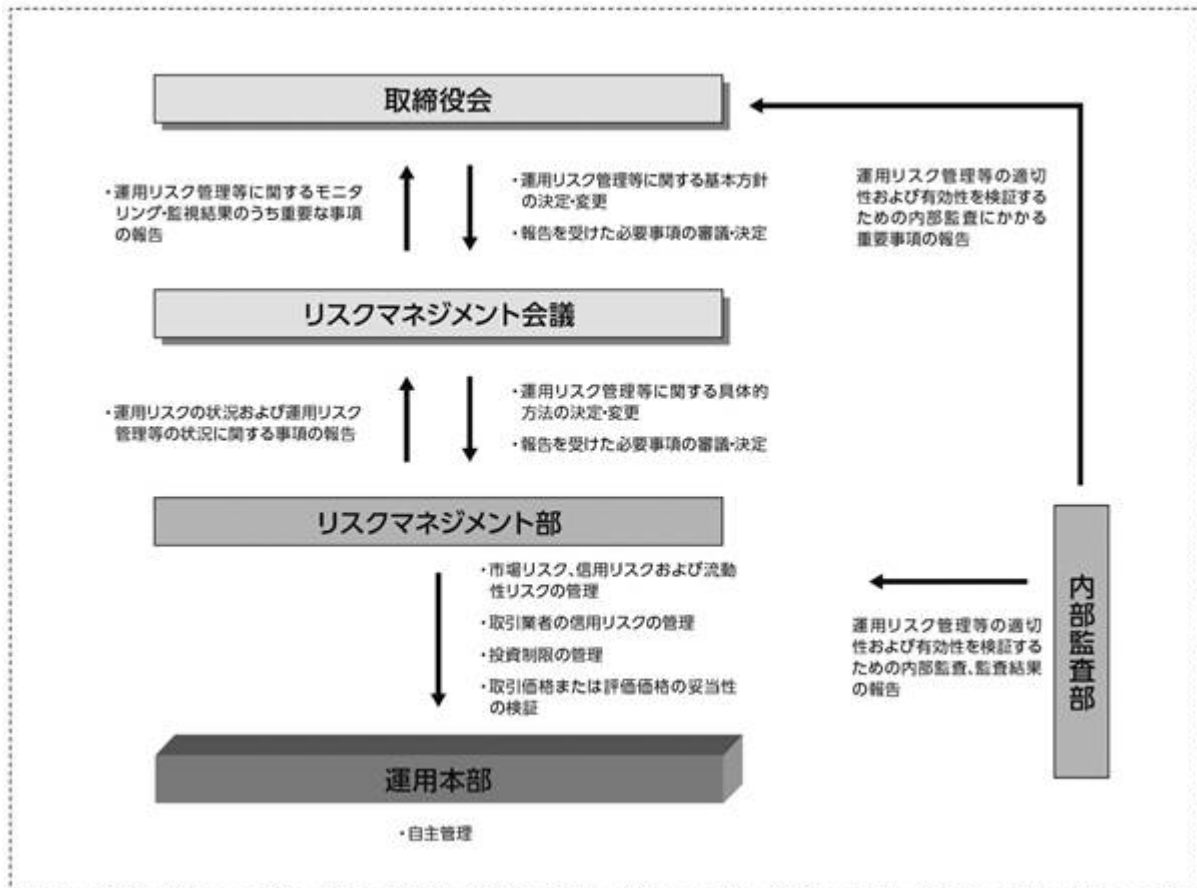 取締役会
・運用リスク管理等に関するモニタ
リング・監視結果のうち重要な事項
の報告
・運用リスク管理等に関する基本方針
の決定・変更
・報告を受けた必要事項の審議・決定
運用リスク管理等の適切
性および有効性を検証す
るための内部監査にかかる
重要事項の報告
リスクマネジメント会議
・運用リスクの状況および運用リスク
管理等の状況に関する事項の報告
・運用リスク管理等に関する具体的
方法の決定・変更
・報告を受けた必要事項の審議・決定
リスクマネジメント部
・市場リスク、信用リスクおよび流動
性リスクの管理
・取引業者の信用リスクの管理
・投資制限の管理
・取引価格または評価価格の妥当性
の検証
運用リスク管理等の適切
性および有効性を検証する
ための内部監査、監査結果
の報告
内部監査部
運用本部
・自主管理